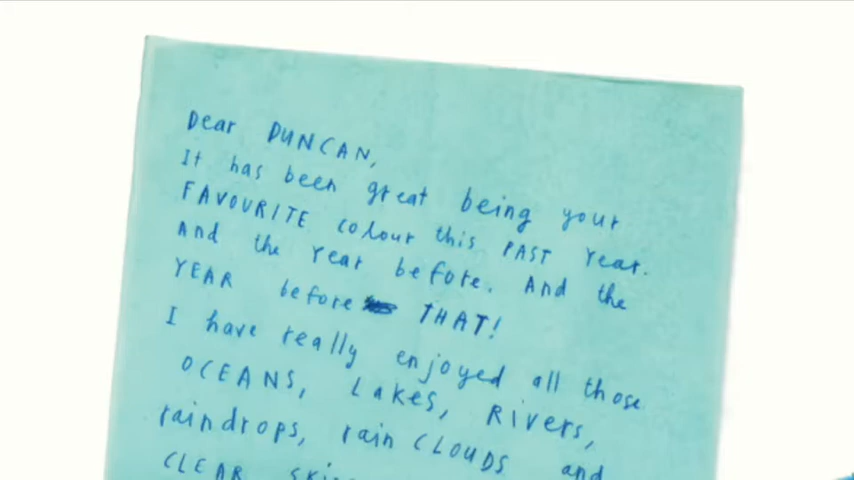 Dear DUNCAN,
It has been great being your
FAVOURITE colour this PAST Year.
And the Year before. And the
YEAR before THAT!
I have really enjoyed all those
OCEANS, Lakes, Rivers,
raindrops, rain CLOUDS and
CLEAR